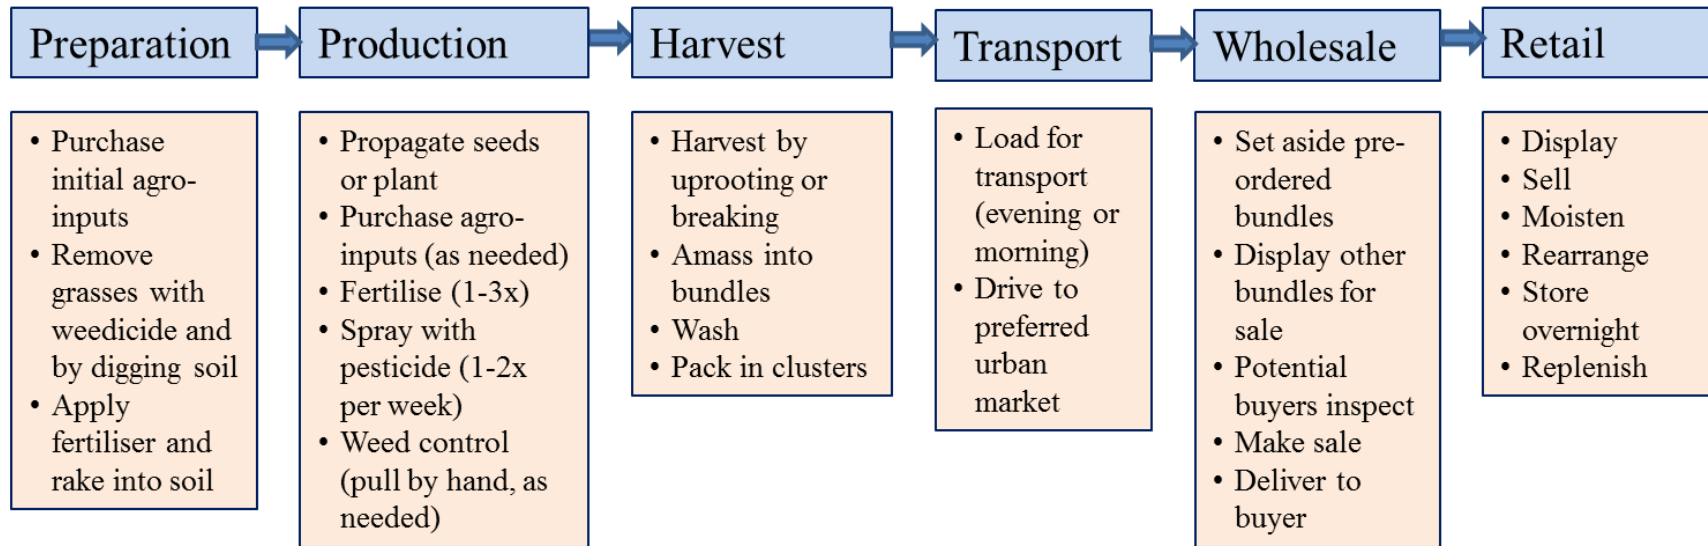 Preparation
Production
Harvest
Transport
Wholesale
Retail
• Purchase
initial agro-
inputs
• Remove
grasses with
weedicide and
by digging soil
• Apply
fertiliser and
rake into soil
• Propagate seeds
or plant
• Purchase agro-
inputs (as needed)
• Fertilise (1-3x)
• Spray with
pesticide (1-2x
per week)
• Weed control
(pull by hand, as
needed)
• Harvest by
uprooting or
breaking
• Amass into
bundles
• Wash
• Pack in clusters
• Load for
transport
(evening or
morning)
• Drive to
preferred
urban
market
• Set aside pre-
ordered
bundles
• Display other
bundles for
sale
• Potential
buyers inspect
• Make sale
• Deliver to
buyer
• Display
• Sell
• Moisten
• Rearrange
• Store
overnight
• Replenish